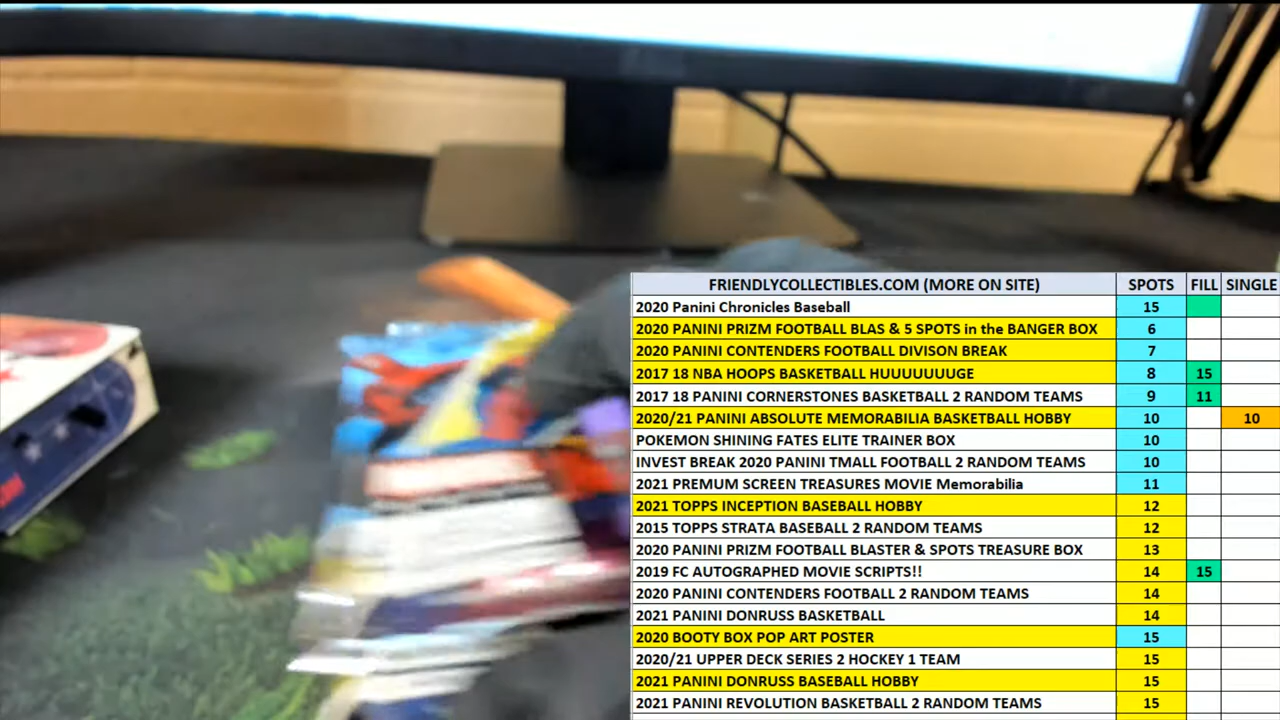 FRIENDLYCOLLECTIBLES.COM (MORE ON SITE) SPOTS FILL SINGLE
2020 Panini Chronicles Baseball 15
2020 PANINI PRIZM FOOTBALL BLAS & 5 SPOTS in the BANGER BOX 6
2020 PANINI CONTENDERS FOOTBALL DIVISON BREAK 7
2017 18 NBA HOOPS BASKETBALL HUUUUUUUGE 8 15
2017 18 PANINI CORNERSTONES BASKETBALL 2 RANDOM TEAMS 9 11
2020/21 PANINI ABSOLUTE MEMORABILIA BASKETBALL HOBBY 10 10
POKEMON SHINING FATES ELITE TRAINER BOX 10
INVEST BREAK 2020 PANINI TMALL FOOTBALL 2 RANDOM TEAMS 10
2021 PREMUM SCREEN TREASURES MOVIE Memorabilia 11
2021 TOPPS INCEPTION BASEBALL HOBBY 12
2015 TOPPS STRATA BASEBALL 2 RANDOM TEAMS 12
2020 PANINI PRIZM FOOTBALL BLASTER & SPOTS TREASURE BOX 13
2019 FC AUTOGRAPHED MOVIE SCRIPTS!! 14 15
2020 PANINI CONTENDERS FOOTBALL 2 RANDOM TEAMS 14
2021 PANINI DONRUSS BASKETBALL 14
2020 BOOTY BOX POP ART POSTER 15
2020/21 UPPER DECK SERIES 2 HOCKEY 1 TEAM 15
2021 PANINI DONRUSS BASEBALL HOBBY 15
2021 PANINI REVOLUTION BASKETBALL 2 RANDOM TEAMS 15